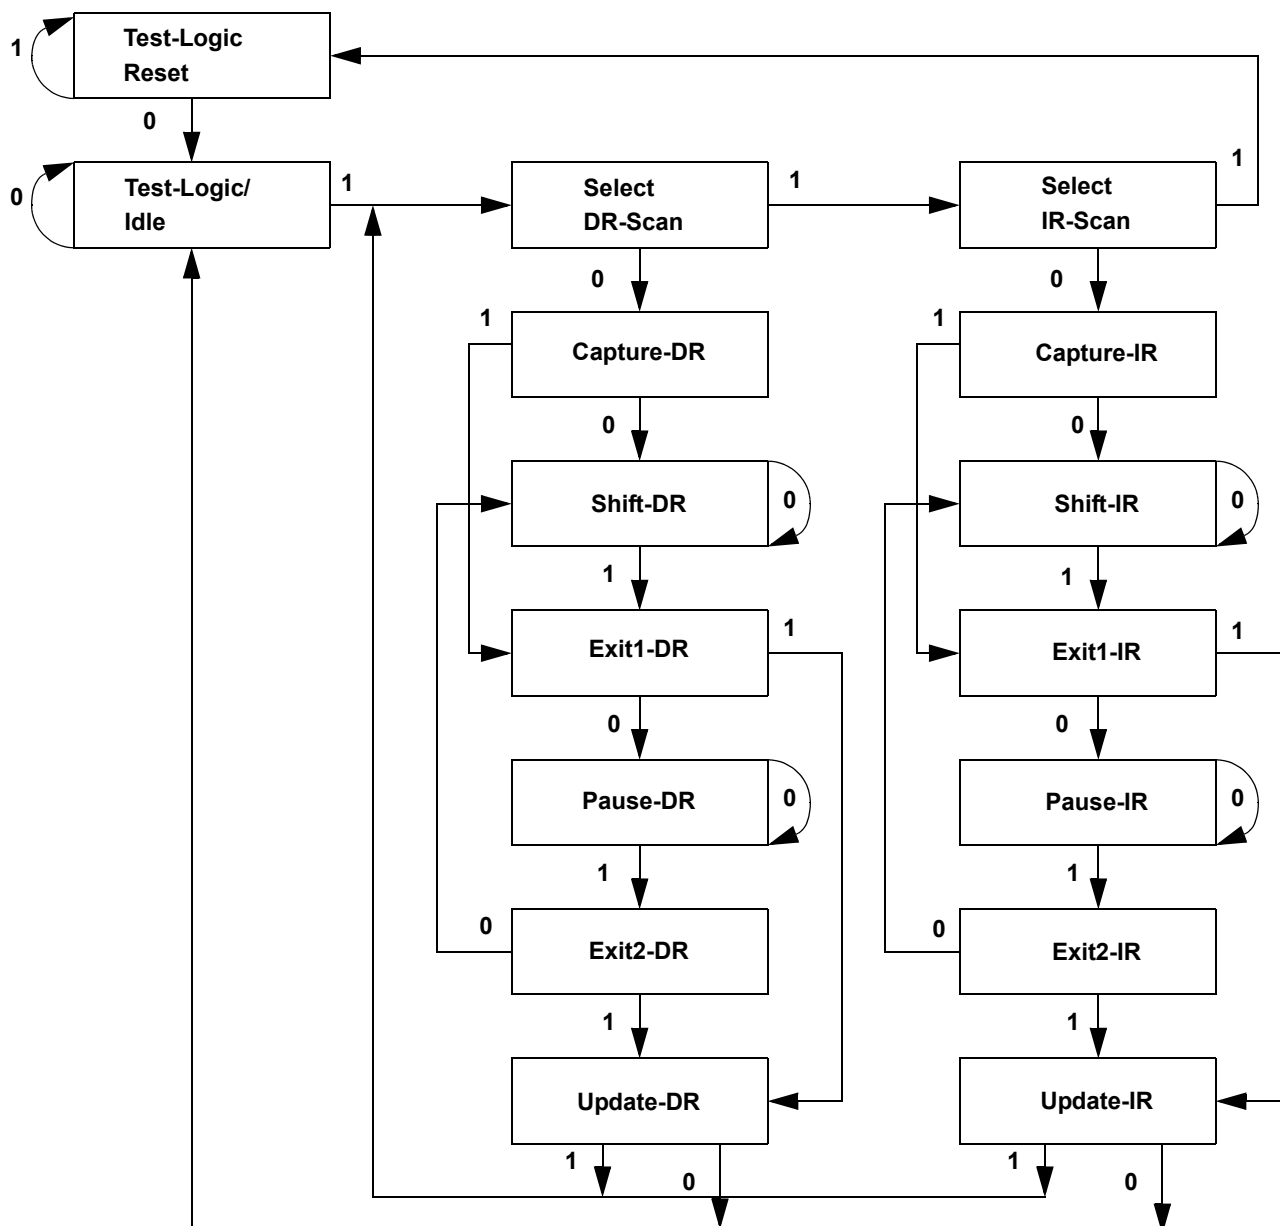 Test-Logic
Reset
1
0
Test-Logic/
Idle
0
1
Select
DR-Scan
1
Select
IR-Scan
1
0
0
1
Capture-DR
1
Capture-IR
0
0
Shift-DR
0
Shift-IR
0
1
1
Exit1-DR
1
Exit1-IR
1
0
0
Pause-DR
0
Pause-IR
0
1
1
0
Exit2-DR
0
Exit2-IR
1
1
Update-DR
Update-IR
1
0
1
0